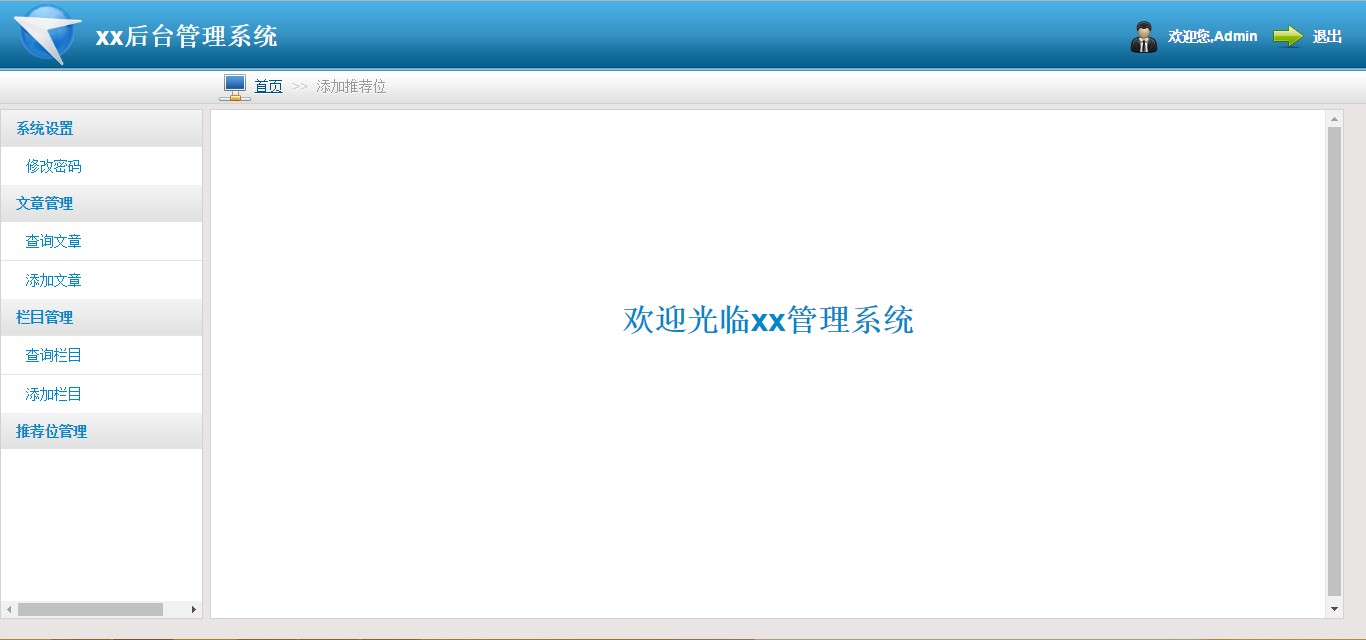 xx后台管理系统
欢迎您,Admin 退出
首页 >> 添加推荐位
系统设置
修改密码
文章管理
查询文章
添加文章
栏目管理
查询栏目
添加栏目
推荐位管理
欢迎光临xx管理系统